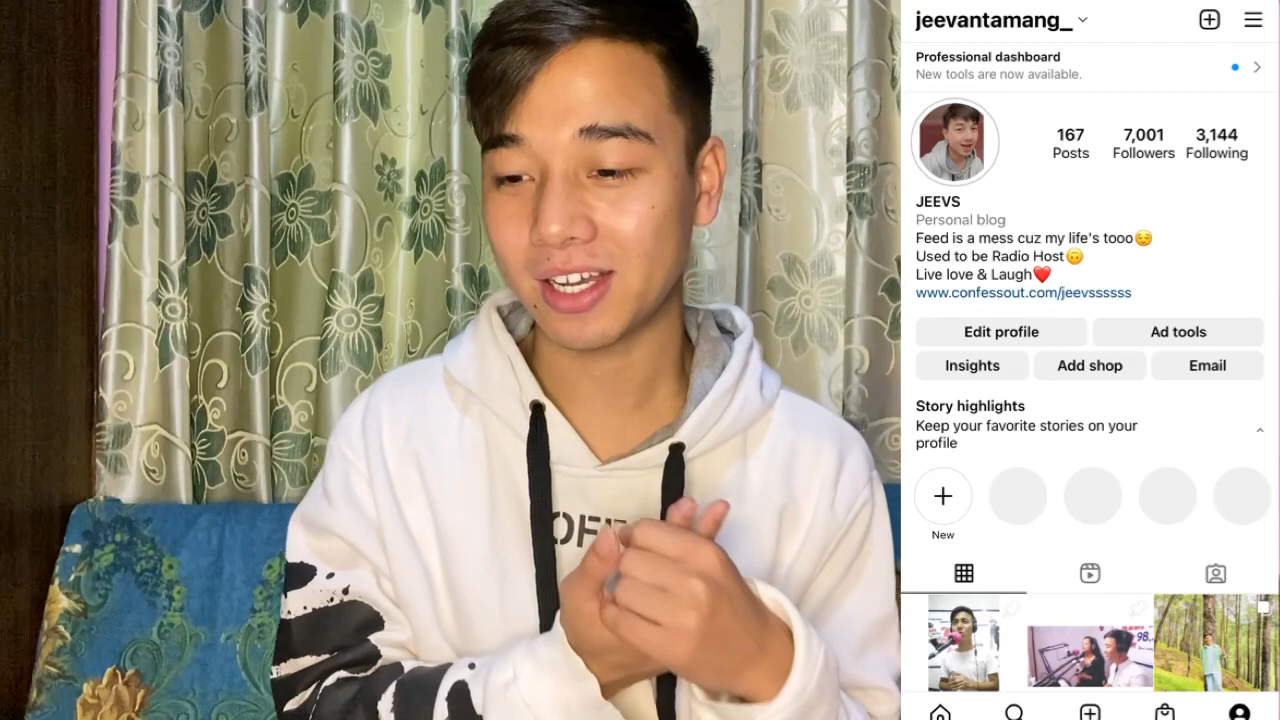 jeevantamang_
Professional dashboard
New tools are now available.
167 7,001 3,144
Posts Followers Following
JEEVS
Personal blog
Feed is a mess cuz my life's tooo😌
Used to be Radio Host🙃
Live love & Laugh❤️
www.confessout.com/jeevssssss
Edit profile Ad tools
Insights Add shop Email
Story highlights
Keep your favorite stories on your
profile
New
98.
OFF